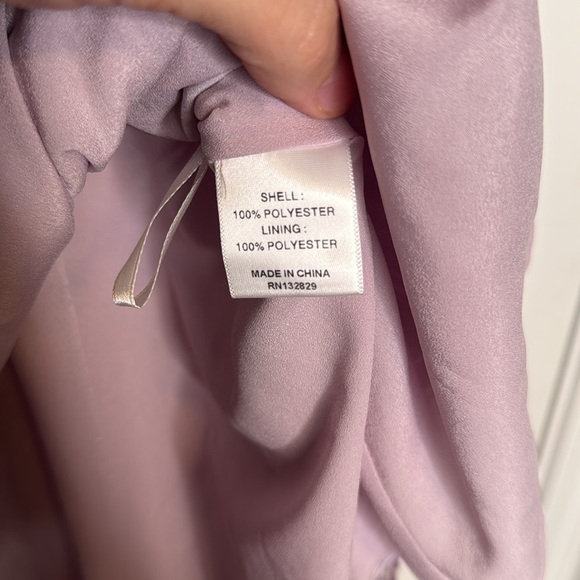 SHELL :
100% POLYESTER
LINING :
100% POLYESTER
MADE IN CHINA
RN132829